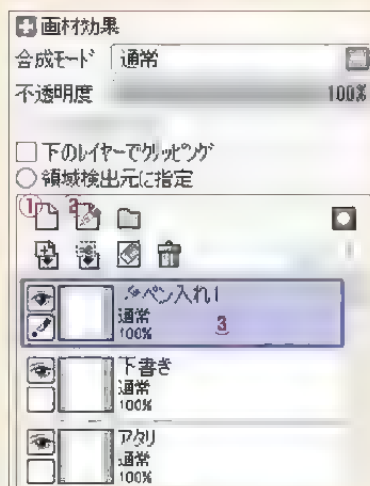 画材効果
合成モード 通常
不透明度 100%
下のレイヤーでクリッピング
領域検出元に指定
1 2
ペン入れ1
通常
100% 3
下書き
通常
100%
アタリ
通常
100%